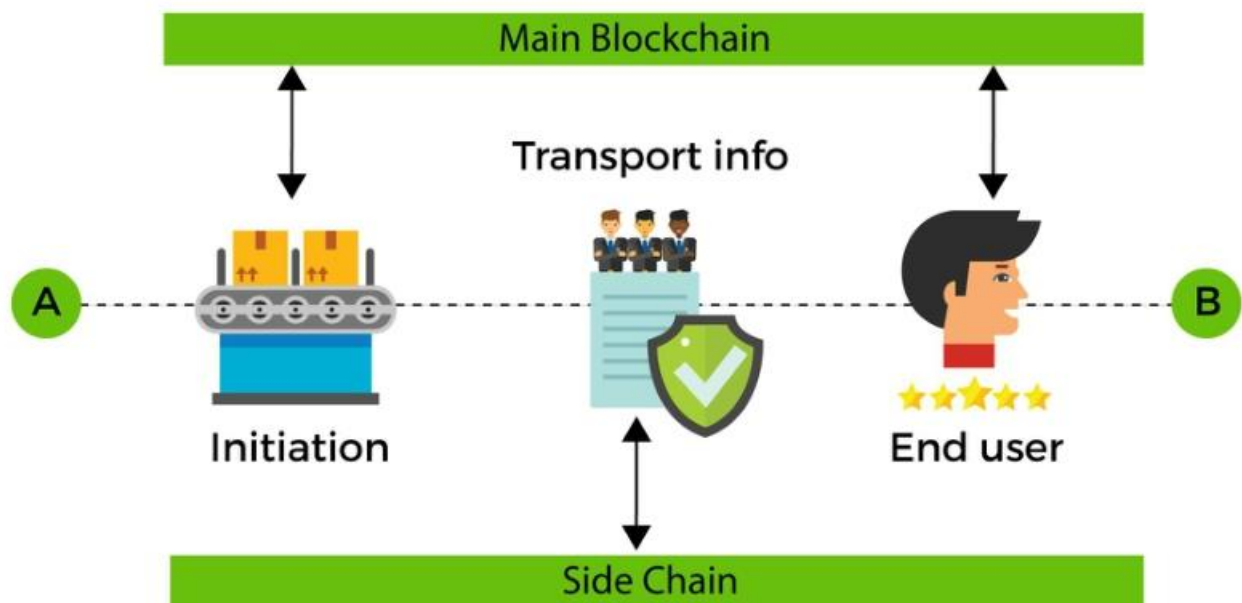 Main Blockchain
Transport info
A
B
Initiation
End user
Side Chain